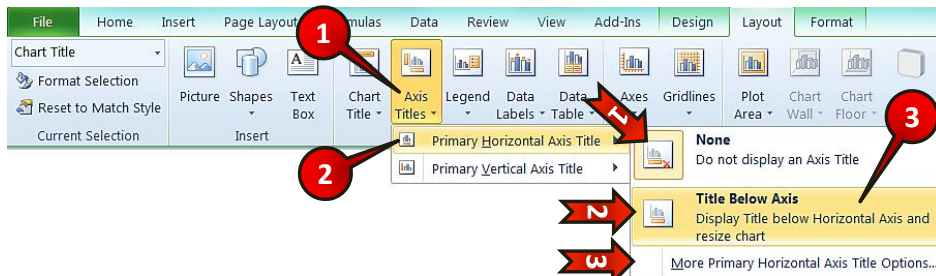 File Home Insert Page Layou mulas Data Review View Add-Ins Design Layout Format
1
Chart Title
Format Selection
Reset to Match Style
Current Selection
Picture Shapes Text Box
Insert
Chart Title Axis Titles Legend Data Labels Data Table Axes Gridlines Plot Area Chart Wall Chart Floor
Primary Horizontal Axis Title
Primary Vertical Axis Title
2
1
None
Do not display an Axis Title
3
2
Title Below Axis
Display Title below Horizontal Axis and
resize chart
3
More Primary Horizontal Axis Title Options...